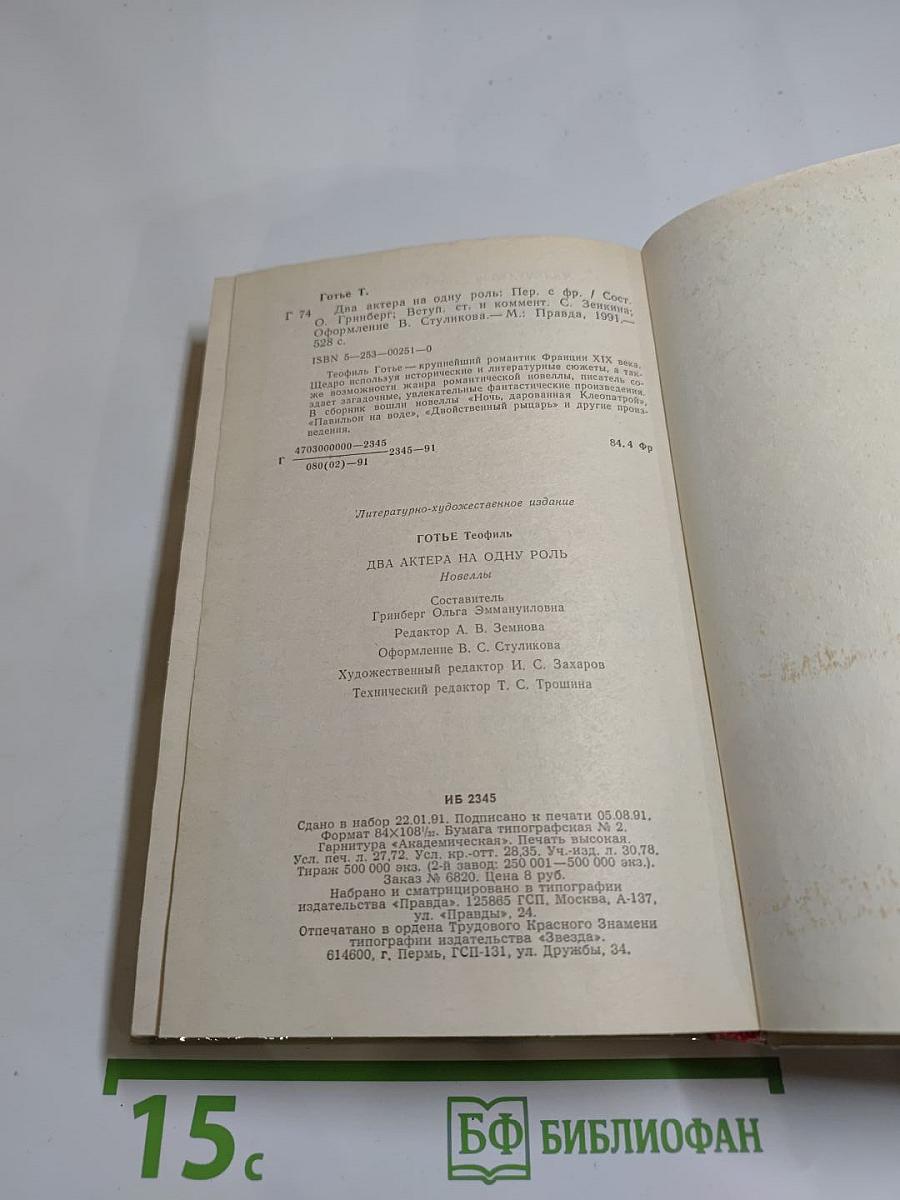 Готье Т.
Г 74 Два актера на одну роль: Пер. с фр. / Сост.
О. Гринберг; Вступ. ст. и коммент. С. Зенкина;
Оформление В. Стуликова.— М.: Правда, 1991.—
528 с.
ISBN 5—253—00251—0
Теофиль Готье — крупнейший романтик Франции XIX века.
Щедро используя исторические и литературные сюжеты, а так-
же возможности жанра романтической новеллы, писатель со-
здает загадочные, увлекательные фантастические произведения.
В сборник вошли новеллы «Ночь, дарованная Клеопатрой»,
«Павильон на воде», «Двойственный рыцарь» и другие произ-
ведения.
Г 4703000000—2345
080(02)—91
2345—91 84.4 Фр
Литературно-художественное издание
ГОТЬЕ Теофиль
ДВА АКТЕРА НА ОДНУ РОЛЬ
Новеллы
Составитель
Гринберг Ольга Эммануиловна
Редактор А. В. Земнова
Оформление В. С. Стуликова
Художественный редактор И. С. Захаров
Технический редактор Т. С. Трошина
ИБ 2345
Сдано в набор 22.01.91. Подписано к печати 05.08.91.
Формат 84×108¹/₃₂. Бумага типографская № 2.
Гарнитура «Академическая». Печать высокая.
Усл. печ. л. 27,72. Усл. кр.-отт. 28,35. Уч.-изд. л. 30,78.
Тираж 500 000 экз. (2-й завод: 250 001—500 000 экз.).
Заказ № 6820. Цена 8 руб.
Набрано и сматрицировано в типографии
издательства «Правда». 125865 ГСП, Москва, А-137,
ул. «Правды», 24.
Отпечатано в ордена Трудового Красного Знамени
типографии издательства «Звезда».
614600, г. Пермь, ГСП-131, ул. Дружбы, 34.
15 с
БФ БИБЛИОФАН